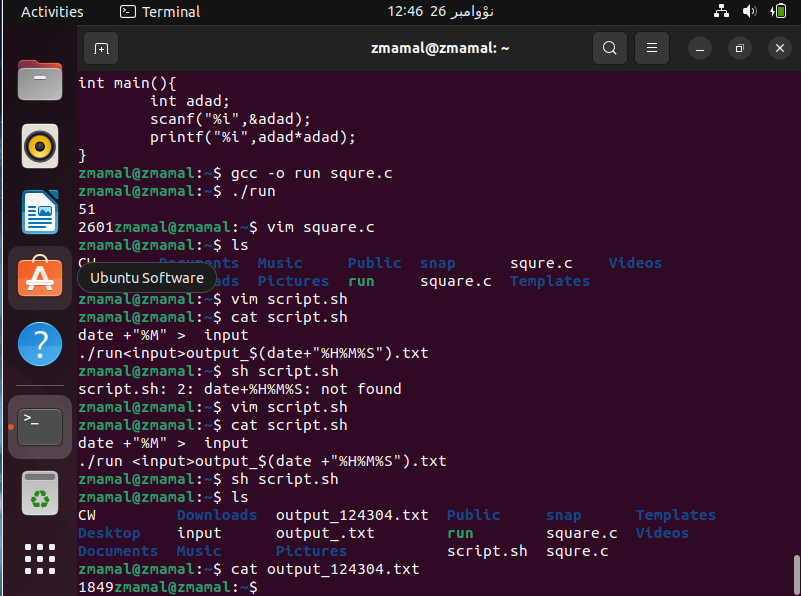 Activities Terminal 12:46 26 نوْوامبر
zmamal@zmamal: ~
int main(){
int adad;
scanf("%i",&adad);
printf("%i",adad*adad);
}
zmamal@zmamal:~$ gcc -o run squre.c
zmamal@zmamal:~$ ./run
51
2601zmamal@zmamal:~$ vim square.c
zmamal@zmamal:~$ ls
CW Documents Music Public snap squre.c Videos
Ubuntu Software Pictures run square.c Templates
zmamal@zmamal:~$ vim script.sh
zmamal@zmamal:~$ cat script.sh
date +"%M" > input
./run<input>output_$(date+"%H%M%S").txt
zmamal@zmamal:~$ sh script.sh
script.sh: 2: date+%H%M%S: not found
zmamal@zmamal:~$ vim script.sh
zmamal@zmamal:~$ cat script.sh
date +"%M" > input
./run <input>output_$(date +"%H%M%S").txt
zmamal@zmamal:~$ sh script.sh
zmamal@zmamal:~$ ls
CW Downloads output_124304.txt Public snap Templates
Desktop input output_.txt run square.c Videos
Documents Music Pictures script.sh squre.c
zmamal@zmamal:~$ cat output_124304.txt
1849zmamal@zmamal:~$